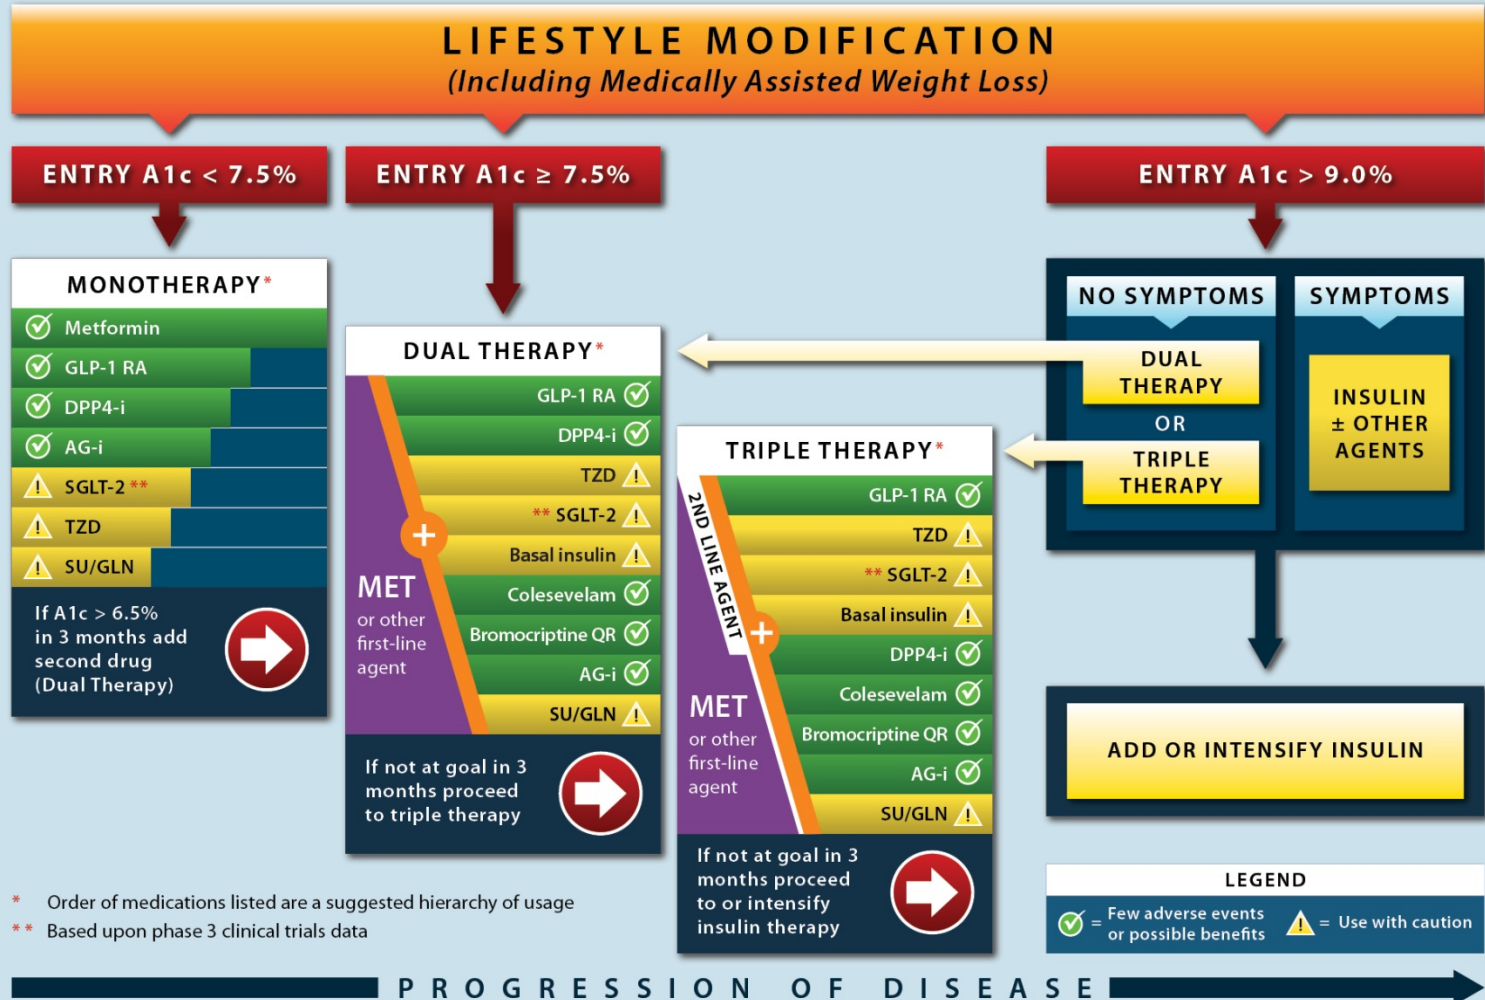 LIFESTYLE MODIFICATION
(Including Medically Assisted Weight Loss)
ENTRY A1c < 7.5%
ENTRY A1c ≥ 7.5%
ENTRY A1c > 9.0%
MONOTHERAPY*
Metformin
GLP-1 RA
DPP4-i
AG-i
SGLT-2 **
TZD
SU/GLN
If A1c > 6.5%
in 3 months add
second drug
(Dual Therapy)
DUAL THERAPY*
GLP-1 RA
DPP4-i
TZD
** SGLT-2
Basal insulin
Colesevelam
Bromocriptine QR
AG-i
SU/GLN
+
MET
or other
first-line
agent
If not at goal in 3
months proceed
to triple therapy
TRIPLE THERAPY*
GLP-1 RA
TZD
** SGLT-2
Basal insulin
DPP4-i
Colesevelam
Bromocriptine QR
AG-i
SU/GLN
2ND LINE AGENT
+
MET
or other
first-line
agent
If not at goal in 3
months proceed
to or intensify
insulin therapy
NO SYMPTOMS
DUAL
THERAPY
OR
TRIPLE
THERAPY
SYMPTOMS
INSULIN
± OTHER
AGENTS
ADD OR INTENSIFY INSULIN
LEGEND
= Few adverse events
or possible benefits
! = Use with caution
* Order of medications listed are a suggested hierarchy of usage
** Based upon phase 3 clinical trials data
PROGRESSION OF DISEASE